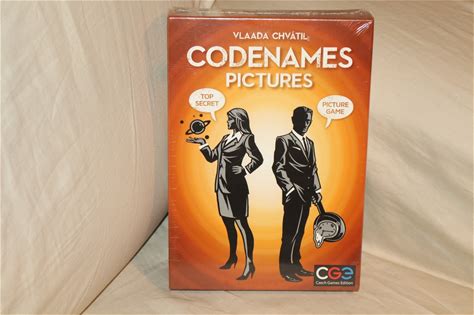 VLAADA CHVÁTIL
CODENAMES
PICTURES
TOP
SECRET
PICTURE
GAME
CGE
Czech Games Edition